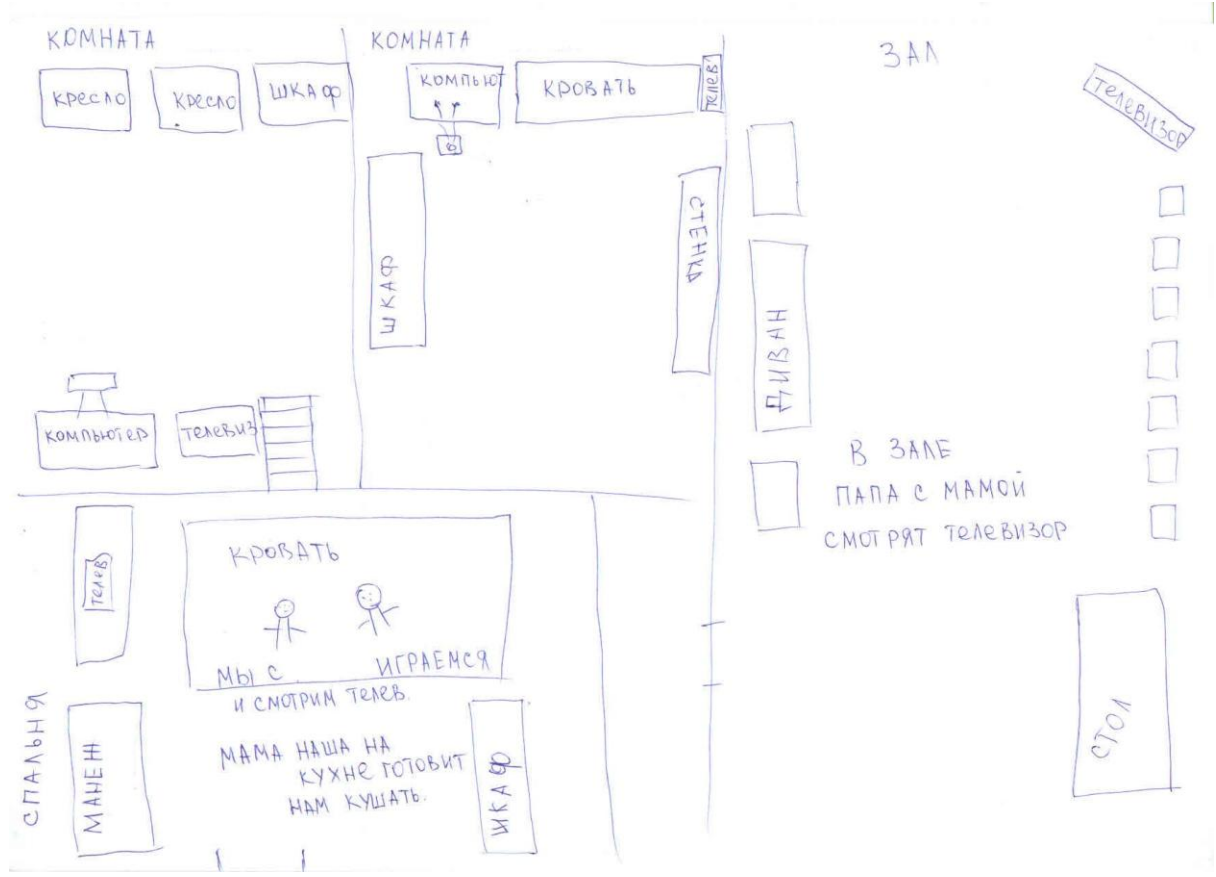 КОМНАТА
КРЕСЛО
КРЕСЛО
ШКАФ
КОМПЬЮТЕР
ТЕЛЕВИЗ
КОМНАТА
КОМПЬЮТ
КРОВАТЬ
ТЕЛЕВ
ШКАФ
СТЕНКА
ЗАЛ
ТЕЛЕВИЗОР
ДИВАН
В ЗАЛЕ
ПАПА С МАМОЙ
СМОТРЯТ ТЕЛЕВИЗОР
СТОЛ
СПАЛЬНЯ
ТЕЛЕВ
МАНЕЖ
КРОВАТЬ
МЫ С ИГРАЕМСЯ
И СМОТРИМ ТЕЛЕВ.
МАМА НАША НА
КУХНЕ ГОТОВИТ
НАМ КУШАТЬ.
ШКАФ